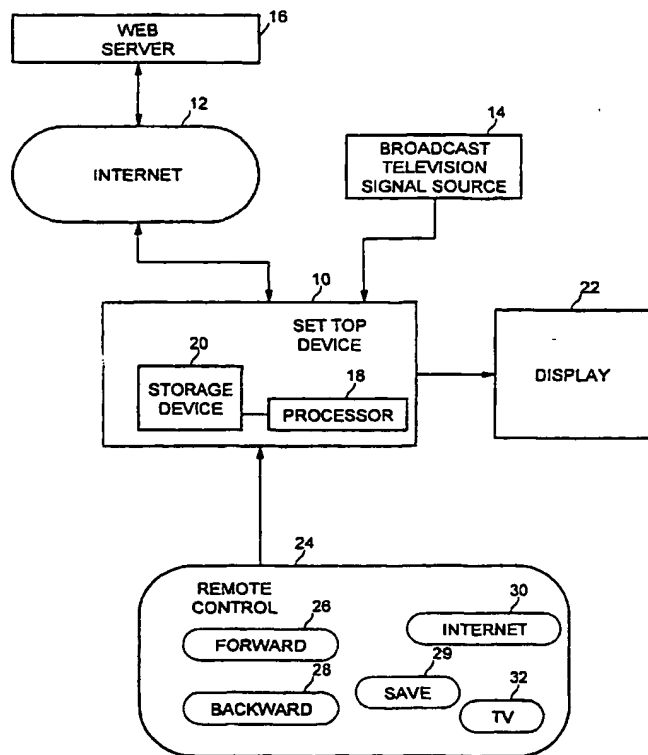 16
WEB
SERVER
12
INTERNET
14
BROADCAST
TELEVISION
SIGNAL SOURCE
10
SET TOP
DEVICE
20
STORAGE
DEVICE
18
PROCESSOR
22
DISPLAY
24
REMOTE
CONTROL
26
FORWARD
28
BACKWARD
29
SAVE
30
INTERNET
32
TV